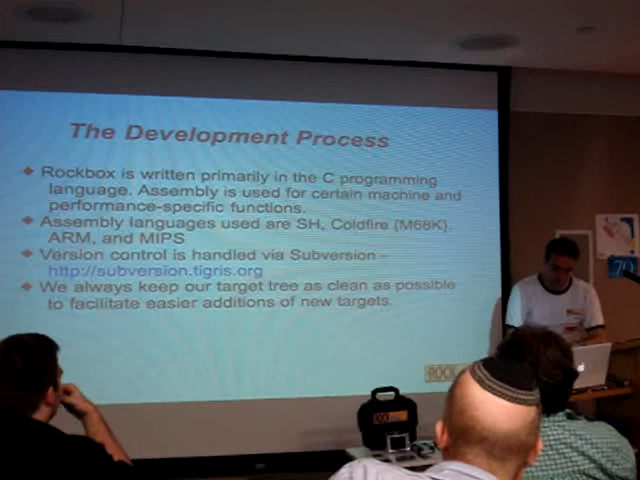 The Development Process
Rockbox is written primarily in the C programming
language. Assembly is used for certain machine and
performance-specific functions.
Assembly languages used are SH, Coldfire (M68K),
ARM, and MIPS
Version control is handled via Subversion –
http://subversion.tigris.org
We always keep our target tree as clean as possible
to facilitate easier additions of new targets.